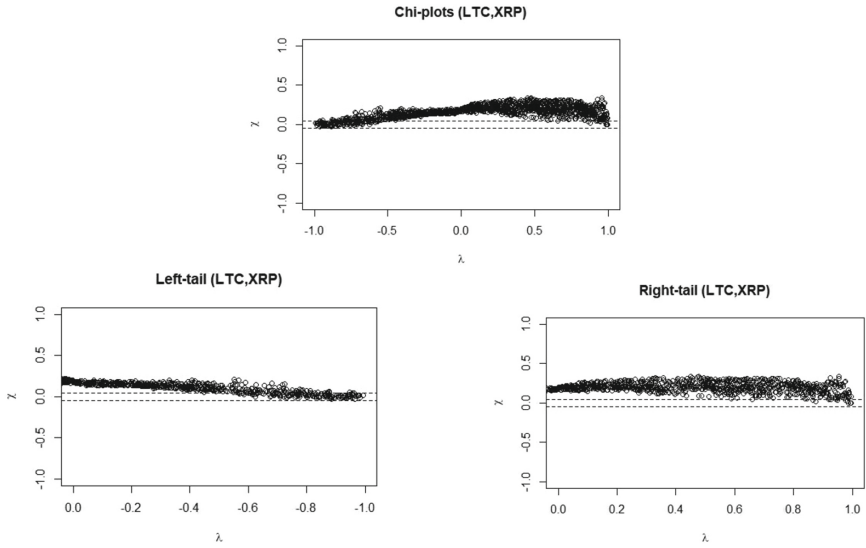 Chi-plots (LTC,XRP)
1.0
0.5
0.0
-0.5
-1.0
χ
-1.0 -0.5 0.0 0.5 1.0
λ
Left-tail (LTC,XRP)
1.0
0.5
0.0
-0.5
-1.0
χ
0.0 -0.2 -0.4 -0.6 -0.8 -1.0
λ
Right-tail (LTC,XRP)
1.0
0.5
0.0
-0.5
-1.0
χ
0.0 0.2 0.4 0.6 0.8 1.0
λ